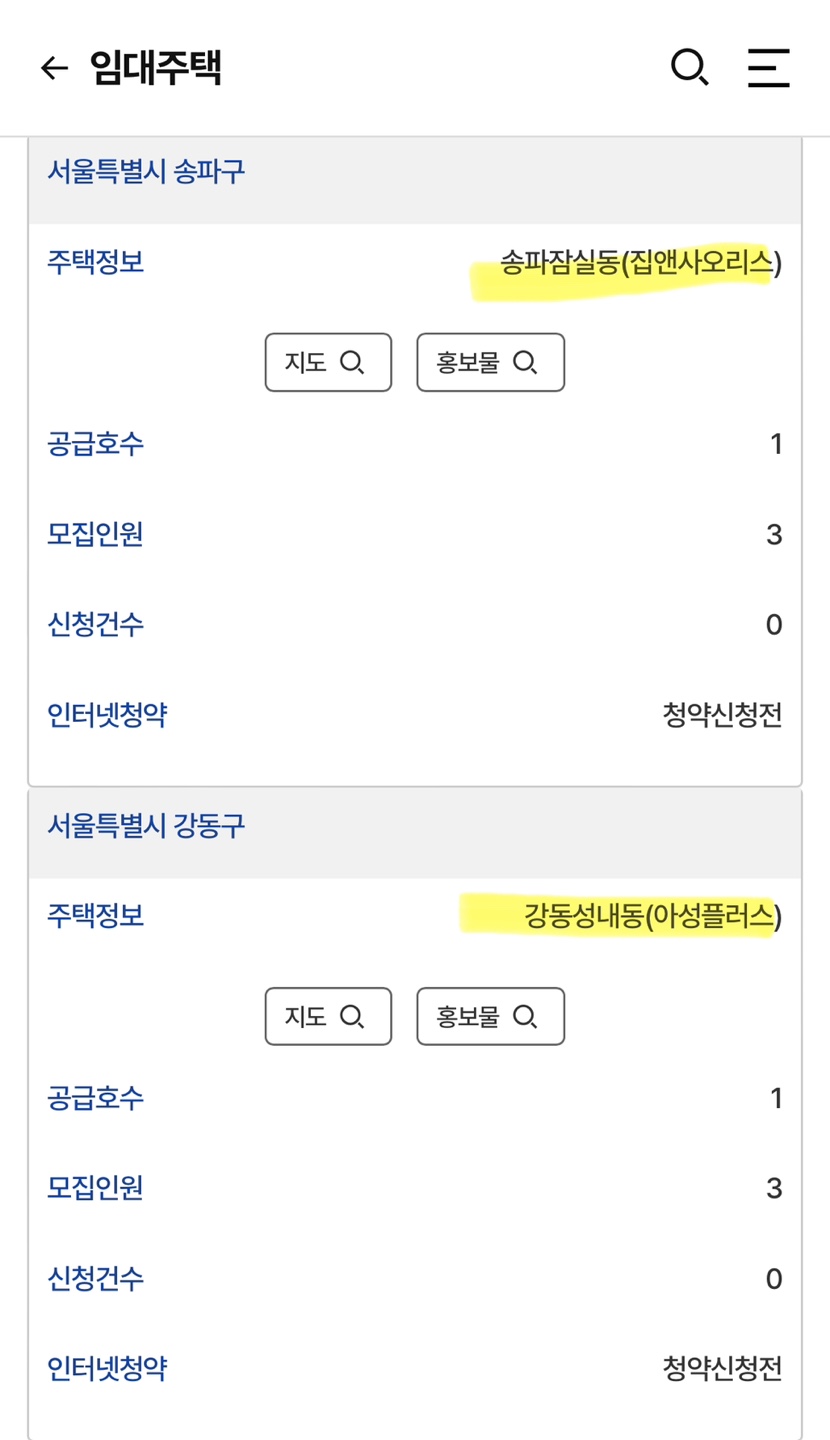 임대주택
서울특별시 송파구
주택정보 송파잠실동(집앤사오리스)
지도 홍보물
공급호수 1
모집인원 3
신청건수 0
인터넷청약 청약신청전
서울특별시 강동구
주택정보 강동성내동(아성플러스)
지도 홍보물
공급호수 1
모집인원 3
신청건수 0
인터넷청약 청약신청전